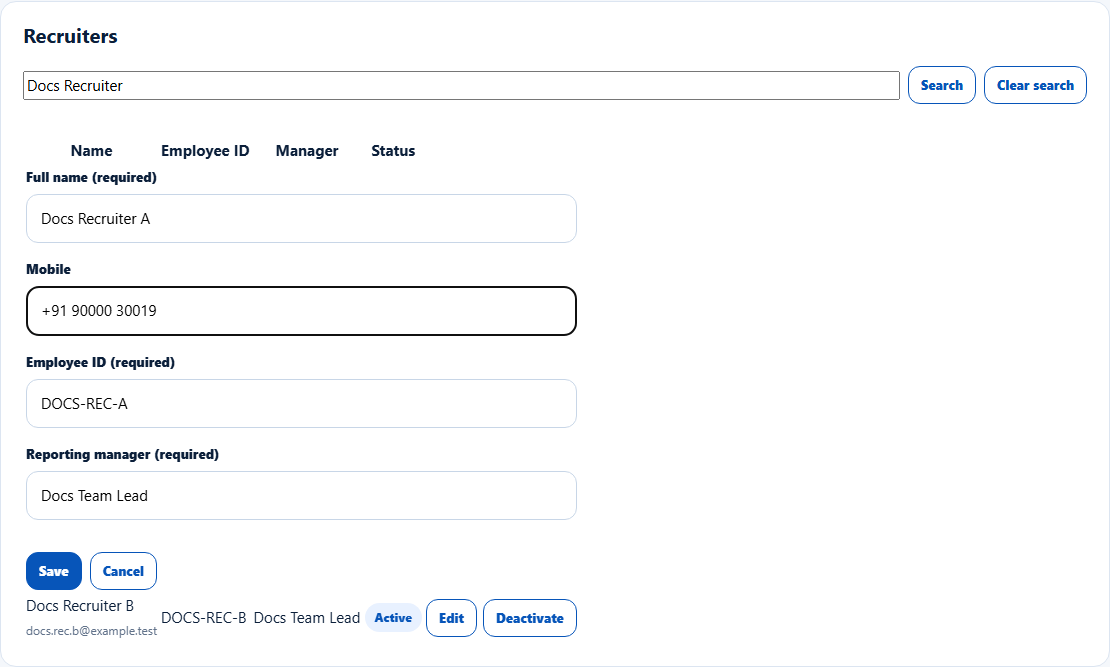 Recruiters
Docs Recruiter Search Clear search
Name Employee ID Manager Status
Full name (required)
Docs Recruiter A
Mobile
+91 90000 30019
Employee ID (required)
DOCS-REC-A
Reporting manager (required)
Docs Team Lead
Save Cancel
Docs Recruiter B
docs.rec.b@example.test
DOCS-REC-B Docs Team Lead Active Edit Deactivate